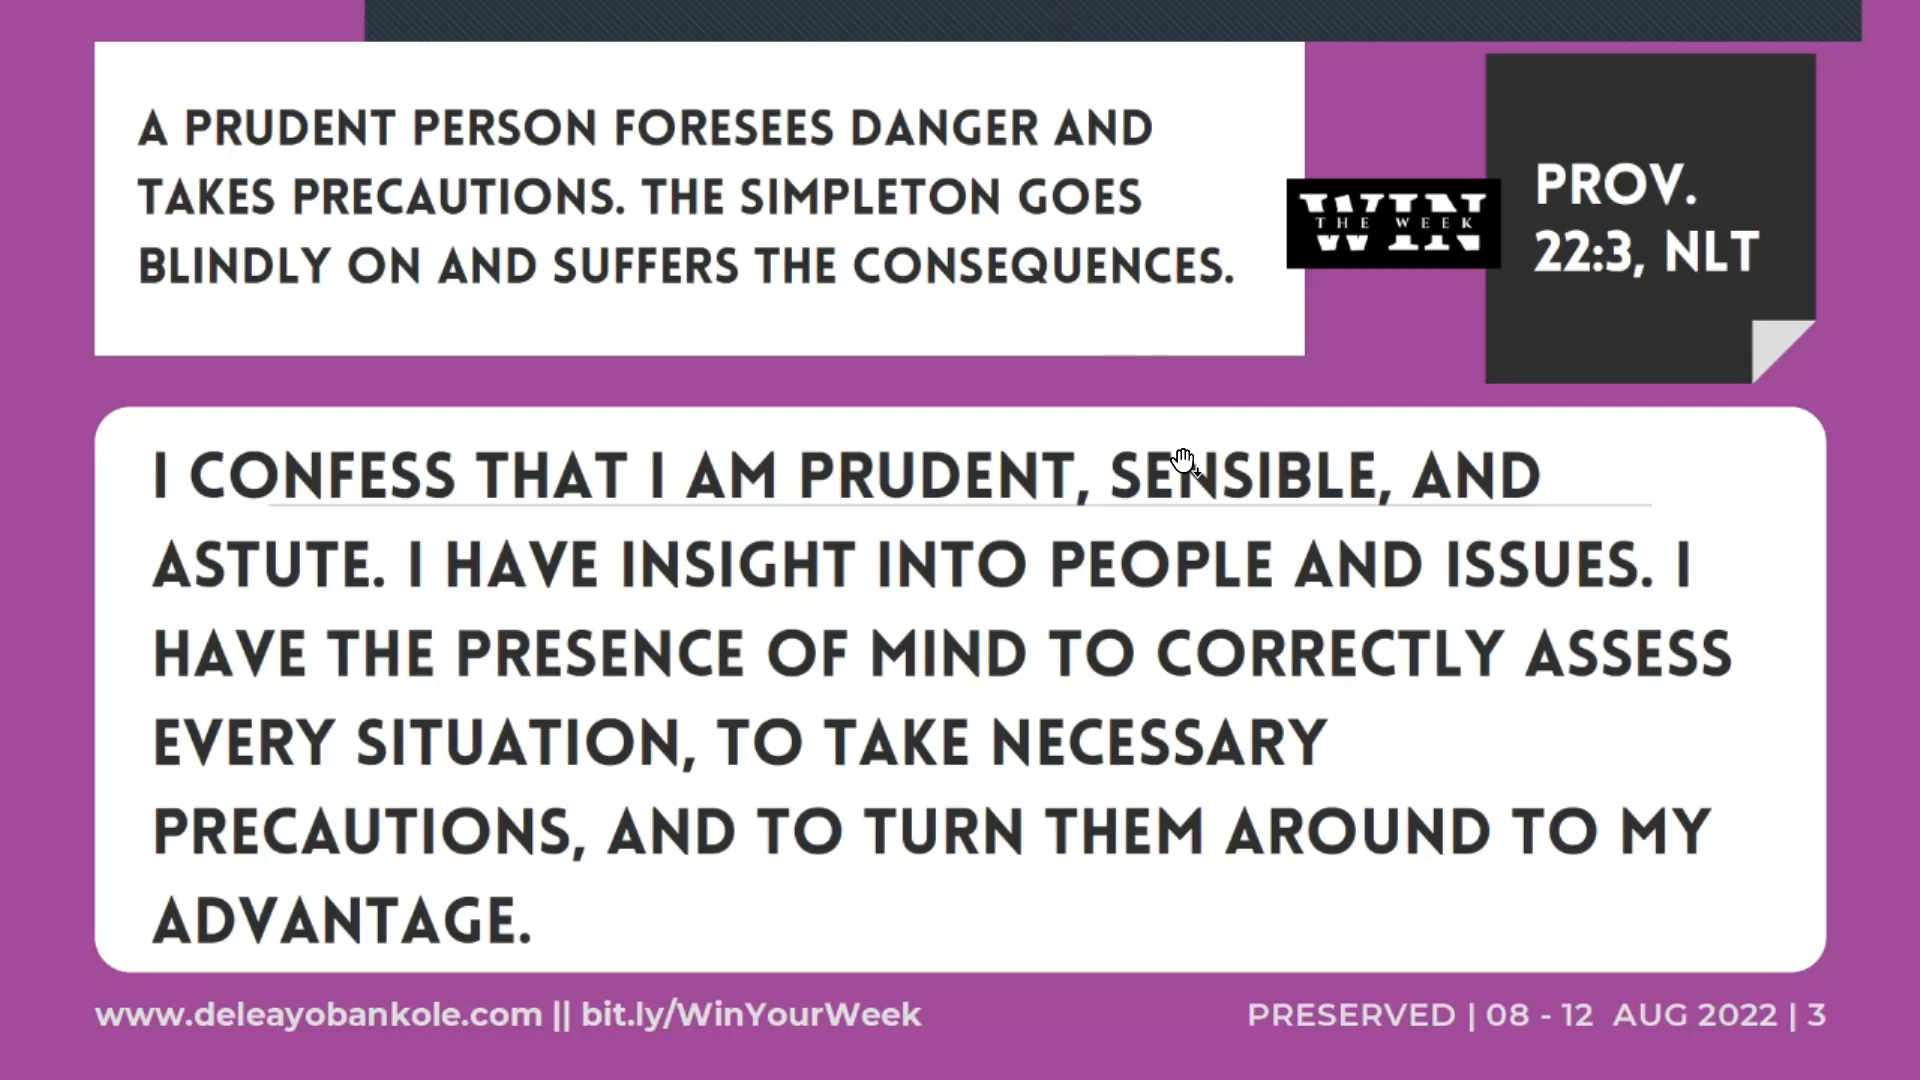 A PRUDENT PERSON FORESEES DANGER AND
TAKES PRECAUTIONS. THE SIMPLETON GOES
BLINDLY ON AND SUFFERS THE CONSEQUENCES.
WIN
THE WEEK
PROV.
22:3, NLT
I CONFESS THAT I AM PRUDENT, SENSIBLE, AND
ASTUTE. I HAVE INSIGHT INTO PEOPLE AND ISSUES. I
HAVE THE PRESENCE OF MIND TO CORRECTLY ASSESS
EVERY SITUATION, TO TAKE NECESSARY
PRECAUTIONS, AND TO TURN THEM AROUND TO MY
ADVANTAGE.
www.deleayobankole.com || bit.ly/WinYourWeek
PRESERVED | 08 - 12 AUG 2022 | 3